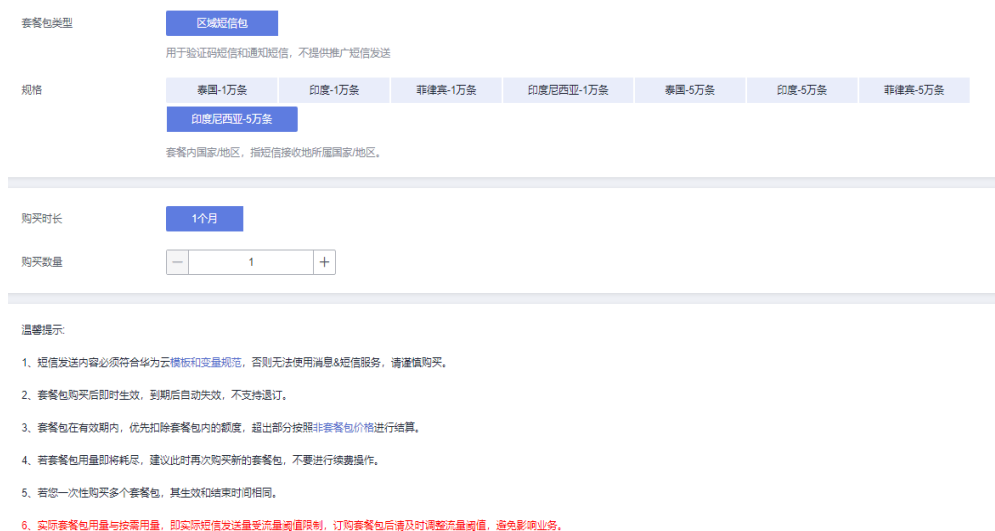 套餐包类型 区域短信包
用于验证码短信和通知短信，不提供推广短信发送
规格 泰国-1万条 印度-1万条 菲律宾-1万条 印度尼西亚-1万条 泰国-5万条 印度-5万条 菲律宾-5万条
印度尼西亚-5万条
套餐内国家/地区，指短信接收地所属国家/地区。
购买时长 1个月
购买数量 1
温馨提示:
1、短信发送内容必须符合华为云模板和变量规范，否则无法使用消息&短信服务，请谨慎购买。
2、套餐包购买后即时生效，到期后自动失效，不支持退订。
3、套餐包在有效期内，优先扣除套餐包内的额度，超出部分按照非套餐包价格进行结算。
4、若套餐包用量即将耗尽，建议此时再次购买新的套餐包，不要进行续费操作。
5、若您一次性购买多个套餐包，其生效和结束时间相同。
6、实际套餐包用量与按需用量，即实际短信发送量受流量阈值限制，订购套餐包后请及时调整流量阈值，避免影响业务。